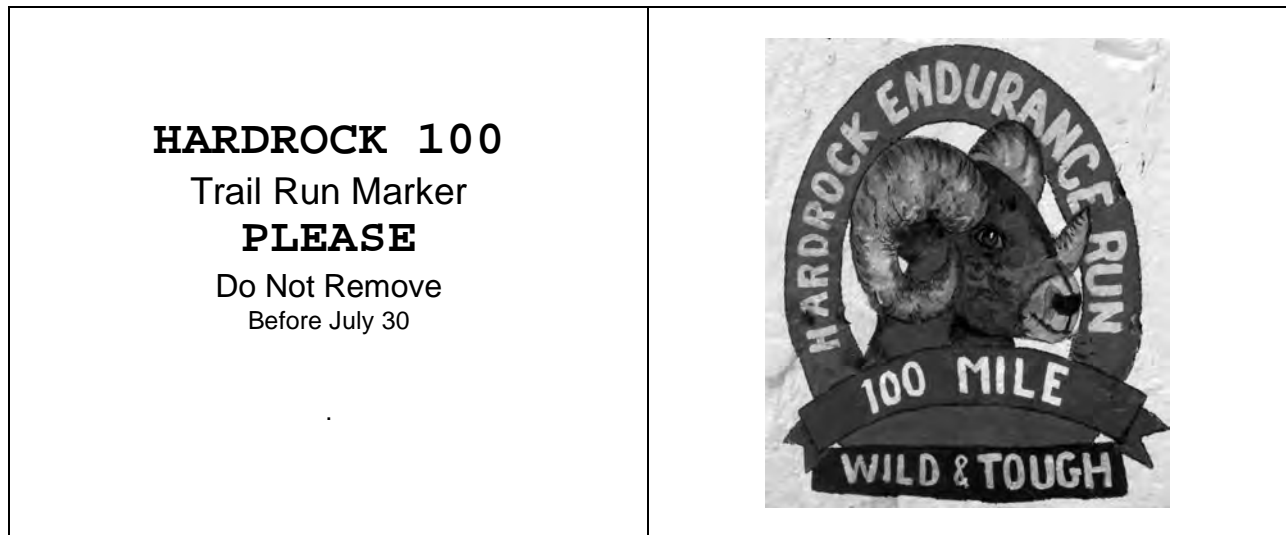 HARDROCK 100
Trail Run Marker
PLEASE
Do Not Remove
Before July 30
.
HARDROCK ENDURANCE RUN
100 MILE
WILD & TOUGH